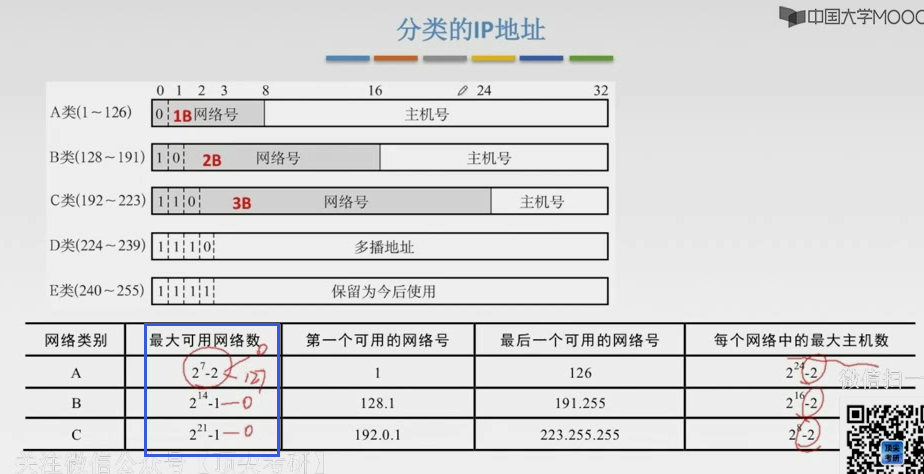 中国大学MOOC
分类的IP地址
0 1 2 3 8 16 24 32
A类(1～126) 0 1B 网络号 主机号
B类(128～191) 1 0 2B 网络号 主机号
C类(192～223) 1 1 0 3B 网络号 主机号
D类(224～239) 1 1 1 0 多播地址
E类(240～255) 1 1 1 1 保留为今后使用
网络类别 最大可用网络数 第一个可用的网络号 最后一个可用的网络号 每个网络中的最大主机数
0
A 2^7-2 127 1 126 2^24-2
微信扫一
B 2^14-1 —0 128.1 191.255 2^16-2
C 2^21-1 —0 192.0.1 223.255.255 2^8-2
顶尖考研
关注微信公众号【顶尖考研】